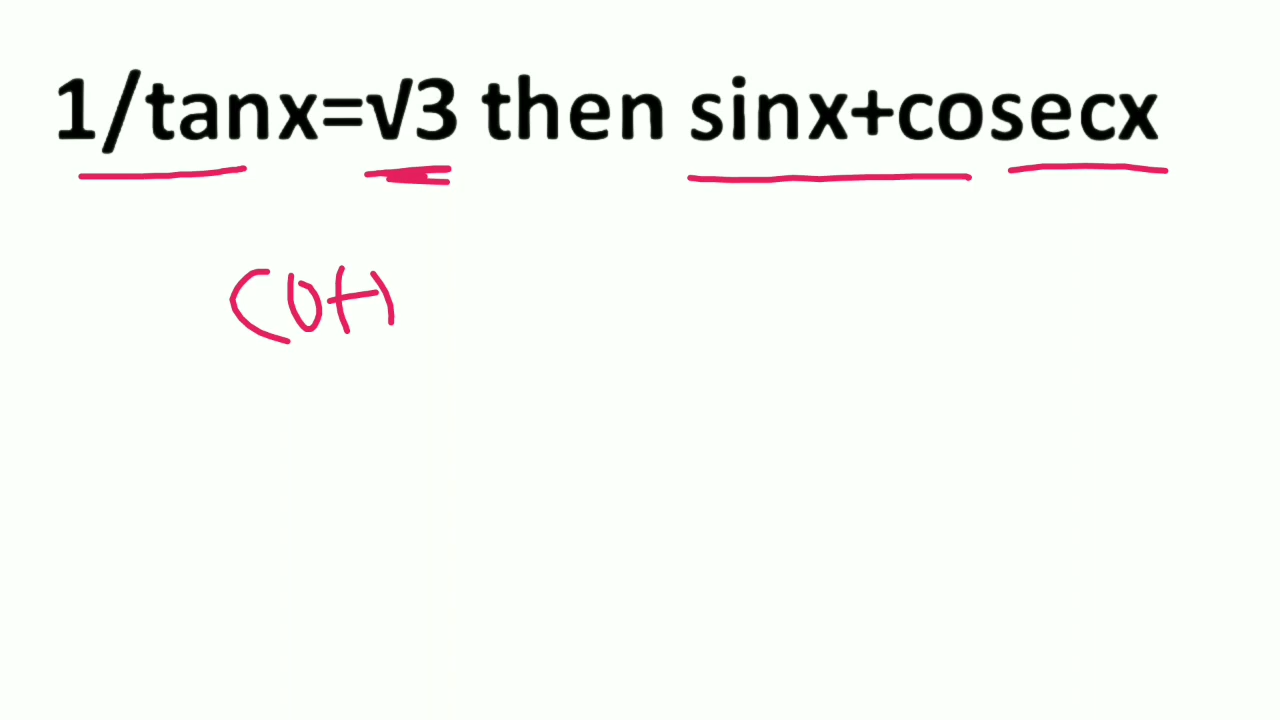 1/tanx=√3 then sinx+cosecx
cot